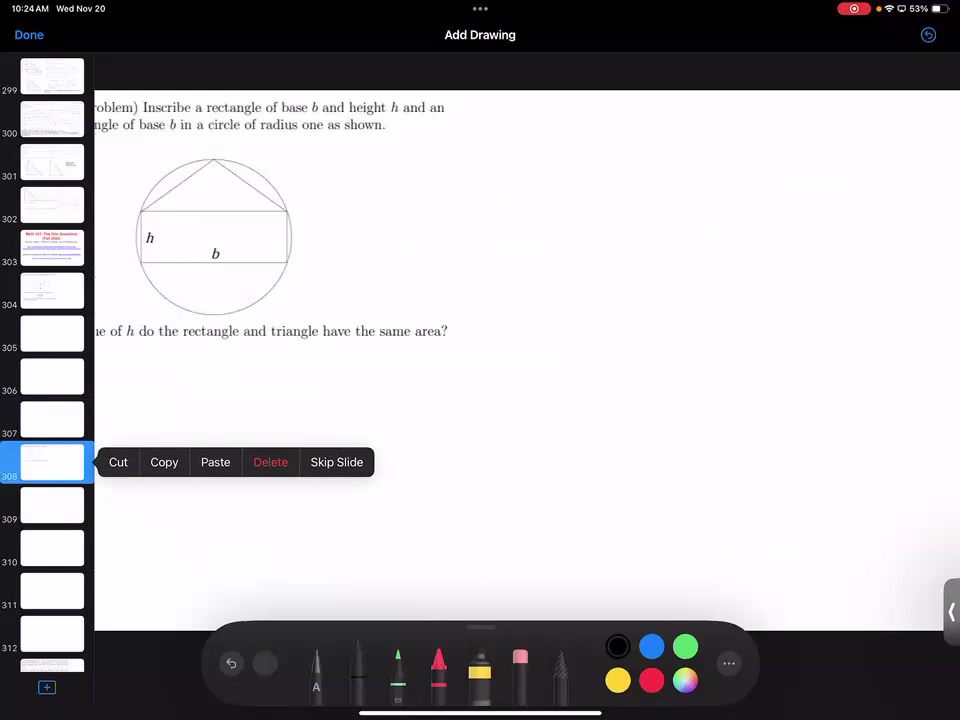 10:24 AM Wed Nov 20
53%
Done
Add Drawing
299
300
301
302
303
304
305
306
307
308
309
310
311
312
roblem) Inscribe a rectangle of base b and height h and an
ngle of base b in a circle of radius one as shown.
h
b
ue of h do the rectangle and triangle have the same area?
Cut
Copy
Paste
Delete
Skip Slide
A
50